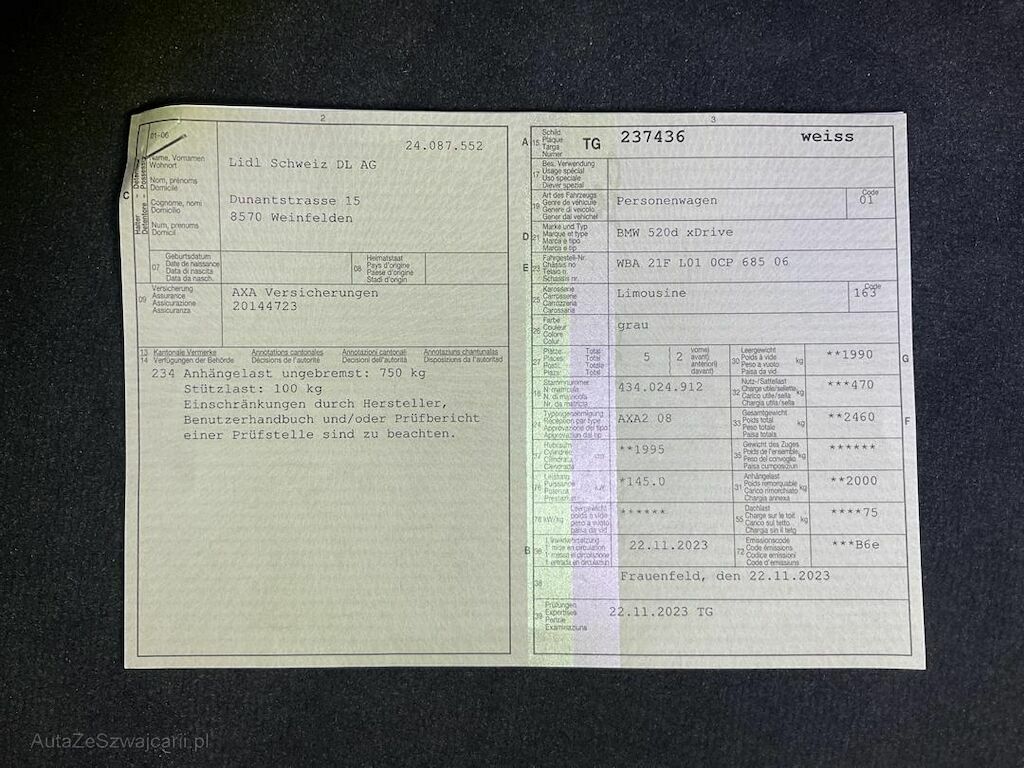 2
01-06
24.087.552
Name, Vornamen
Wohnort
Nom, prénoms
Domicile
Cognome, nomi
Domicilio
Num, prenums
Domicil
C
Halter - Détenteur
Detentore - Possessur
Lidl Schweiz DL AG
Dunantstrasse 15
8570 Weinfelden
07
Geburtsdatum
Date de naissance
Data di nascita
Data da nasch.
08
Heimatstaat
Pays d'origine
Paese d'origine
Stadi d'origin
09
Versicherung
Assurance
Assicurazione
Assicuranza
AXA Versicherungen
20144723
13 Kantonale Vermerke Annotations cantonales Annotazioni cantonali Annotaziuns chantunalas
14 Verfügungen der Behörde Décisions de l'autorité Decisioni dell'autorità Disposiziuns da l'autoritad
234 Anhängelast ungebremst: 750 kg
Stützlast: 100 kg
Einschränkungen durch Hersteller,
Benutzerhandbuch und/oder Prüfbericht
einer Prüfstelle sind zu beachten.
3
A 15
Schild
Plaque
Targa
Numer
TG 237436 weiss
17
Bes. Verwendung
Usage spécial
Uso speciale
Diever spezial
19
Art des Fahrzeugs
Genre de véhicule
Genere di veicolo
Gener dal vehichel
Personenwagen
Code
01
D 21
Marke und Typ
Marque et type
Marca e tipo
Marca e tip
BMW 520d xDrive
E 23
Fahrgestell-Nr.
Châssis no
Telaio n.
Schassis nr.
WBA 21F L01 0CP 685 06
25
Karosserie
Carrosserie
Carrozzeria
Carossaria
Limousine
Code
163
26
Farbe
Couleur
Colore
Colur
grau
27
Plätze Total
Places Total
Posti Totale
Plazs Total
5
2
vorne)
avant)
anteriori)
davant)
30
Leergewicht
Poids à vide
Peso a vuoto
Paisa da vid
kg
**1990
G
18
Stammnummer
N. matricule
N. di matricola
Nr. da matricla
434.024.912
32
Nutz-/Sattellast
Charge utile/sellette
Carico utile/sella
Chargia utila/sella
kg
***470
24
Typengenehmigung
Réception par type
Approvazione del tipo
Approvaziun dal tip
AXA2 08
33
Gesamtgewicht
Poids total
Peso totale
Paisa totala
kg
**2460
F
37
Hubraum
Cylindrée
Cilindrata
Cilindrada
cm³
**1995
35
Gewicht des Zuges
Poids de l'ensemble
Peso del convoglio
Paisa cumposiziun
kg
******
76
Leistung
Puissance
Potenza
Prestaziun
kW
*145.0
31
Anhängelast
Poids remorquable
Carico rimorchiato
Chargia annexa
kg
**2000
78 kW/kg
Leergewicht
poids à vide
peso a vuoto
paisa da vid
******
55
Dachlast
Charge sur le toit
Carico sul tetto
Chargia sin il tetg
kg
****75
B 36
1. Inverkehrsetzung
1re mise en circulation
1a messa in circolazione
1. entrada en circulaziun
22.11.2023
72
Emissionscode
Code émissions
Codice emissioni
Code d'emissiuns
***B6e
38
Frauenfeld, den 22.11.2023
39
Prüfungen
Expertises
Perizie
Examinaziuns
22.11.2023 TG
AutaZeSzwajcarii.pl